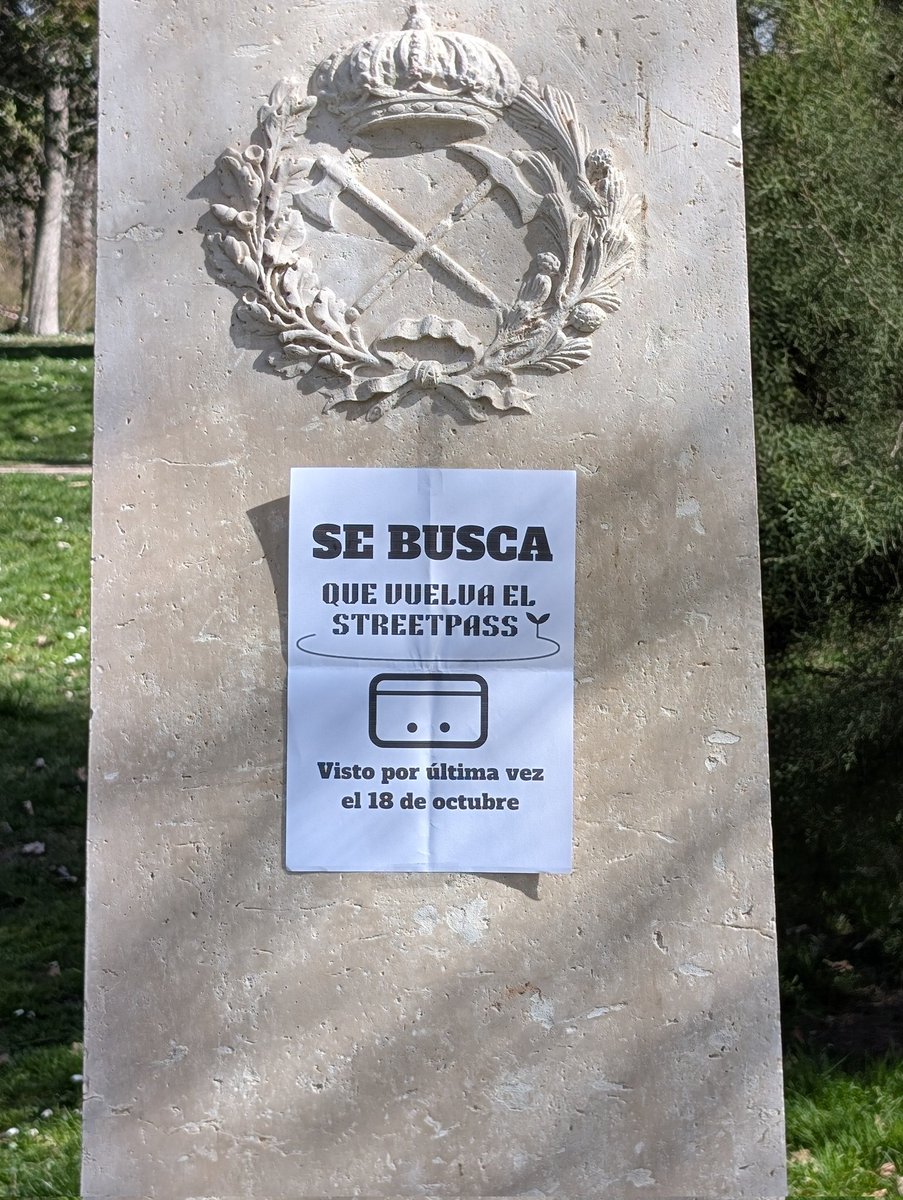 SE BUSCA
QUE VUELVA EL
STREETPASS
Visto por última vez
el 18 de octubre